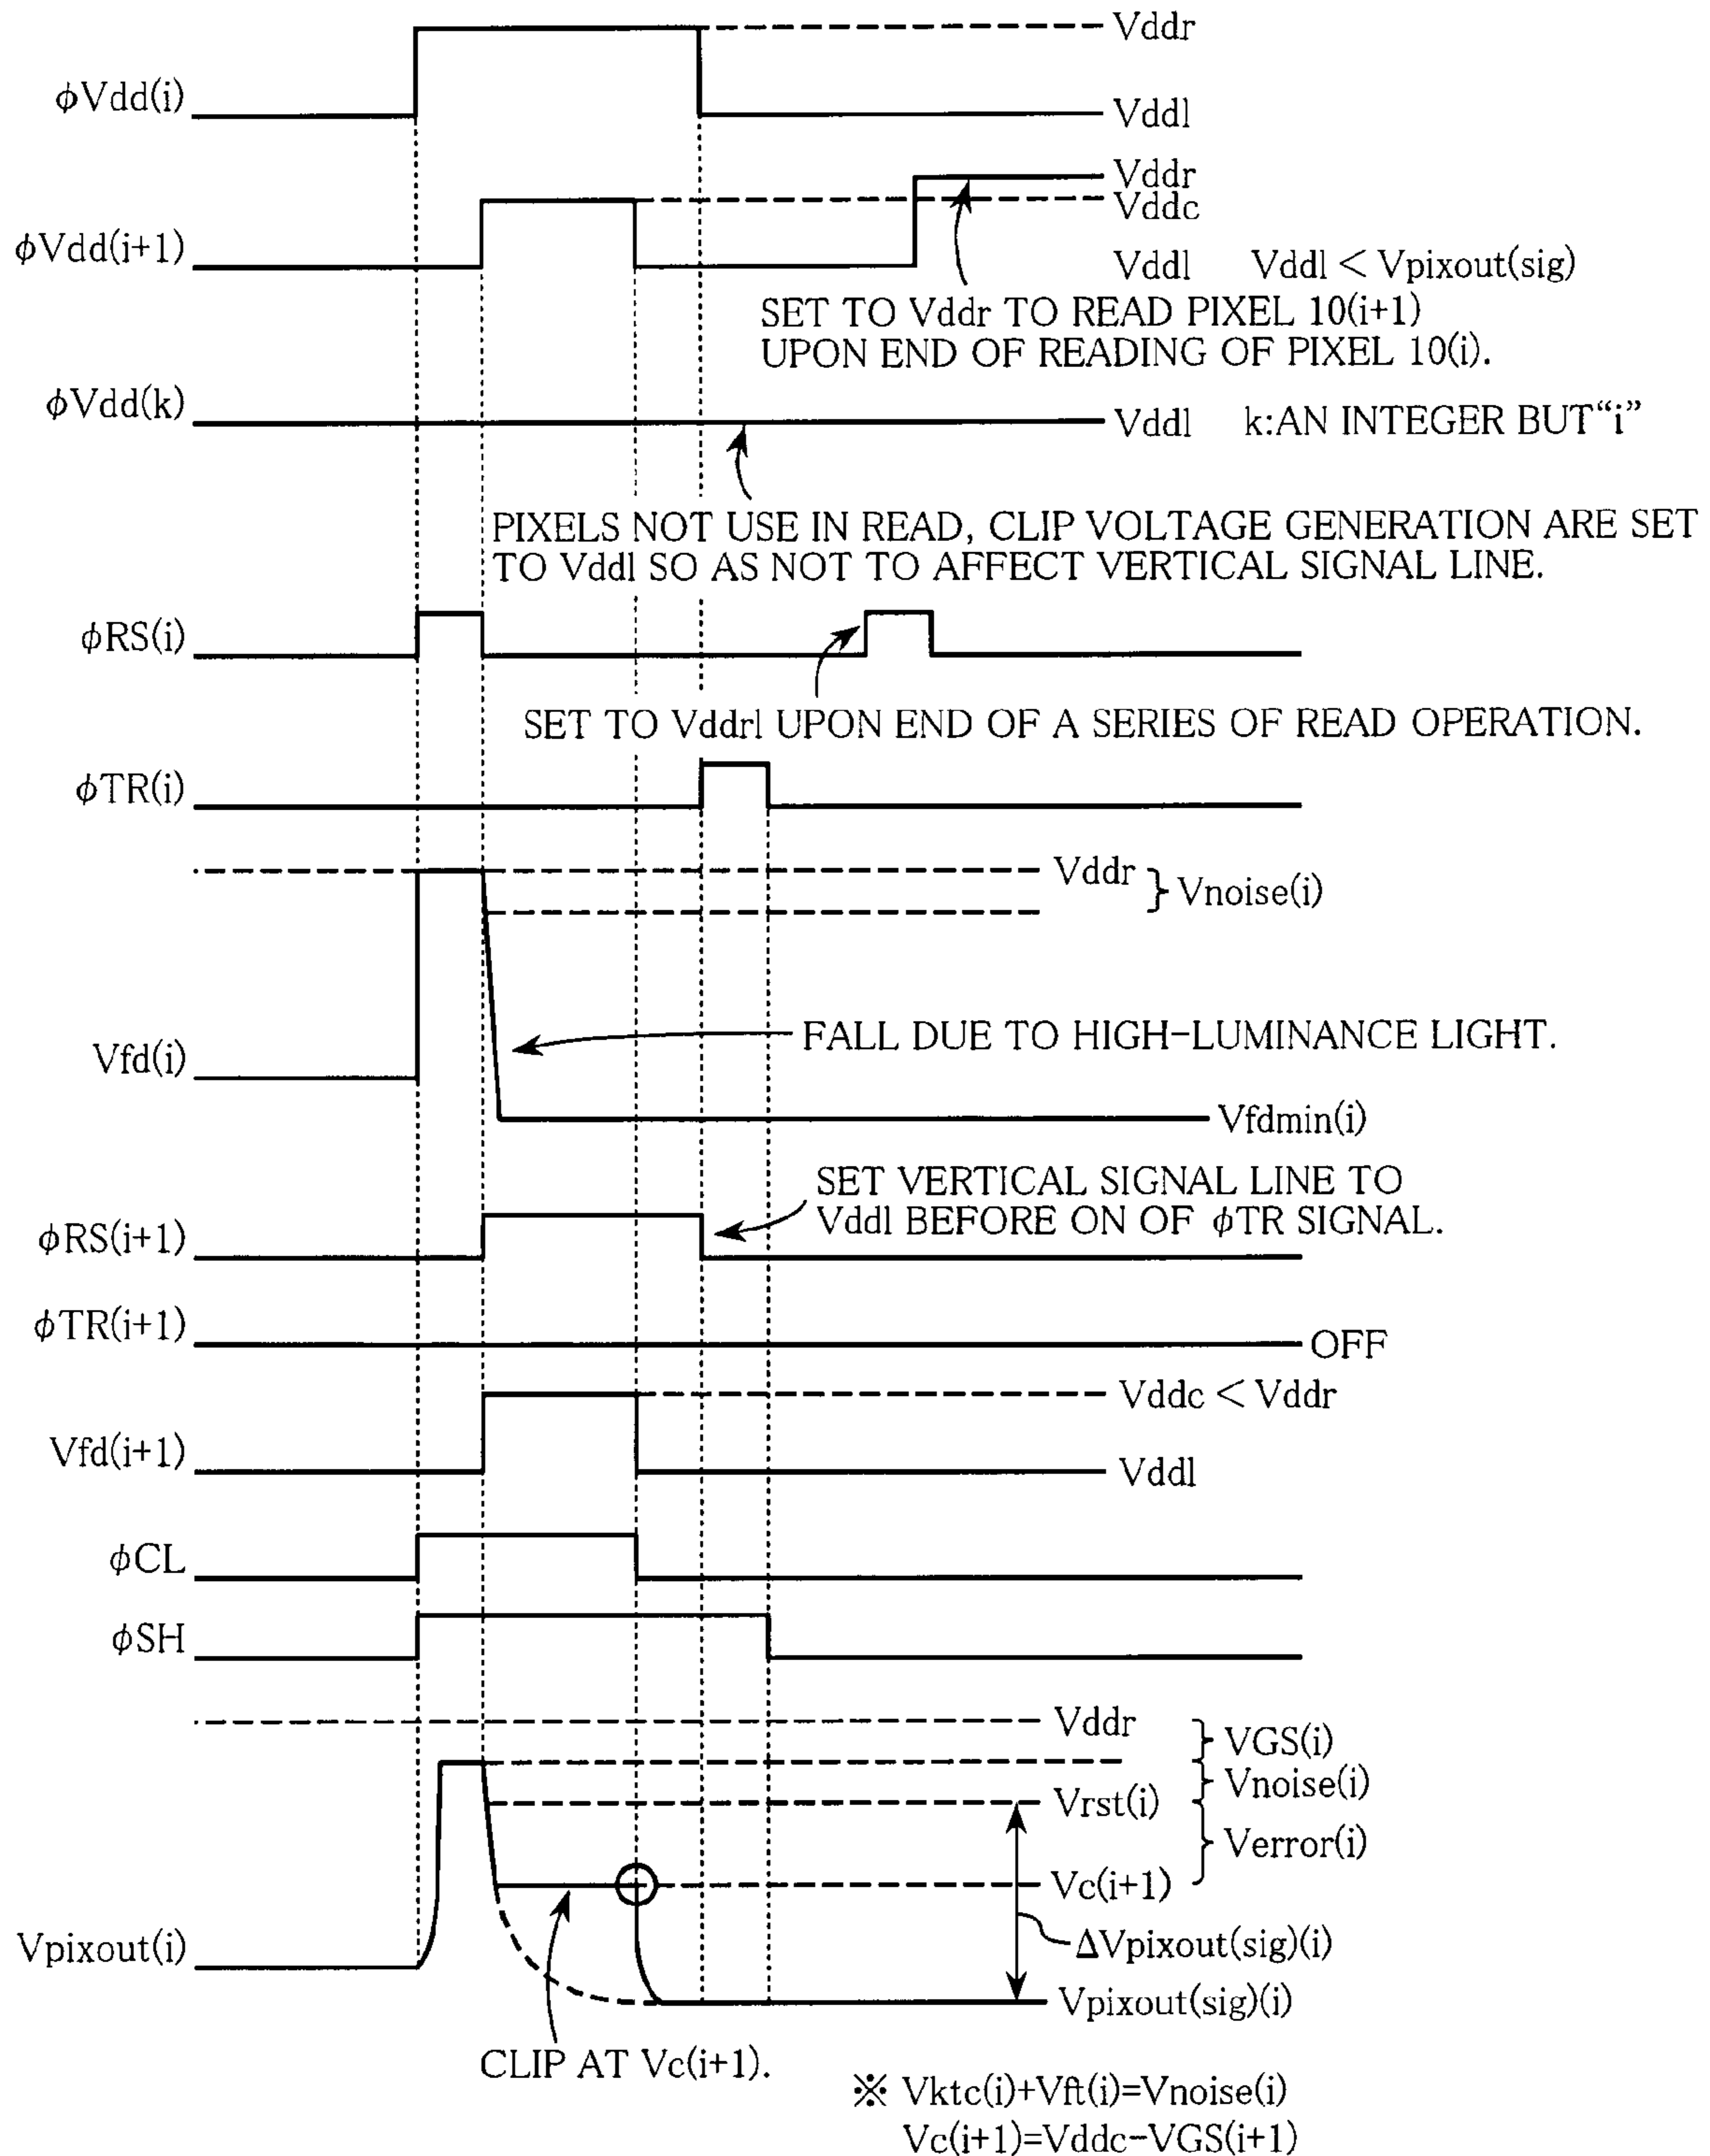 Vddr
φVdd(i)
Vddl
Vddr
Vddc
φVdd(i+1)
Vddl Vddl < Vpixout(sig)
SET TO Vddr TO READ PIXEL 10(i+1)
UPON END OF READING OF PIXEL 10(i).
φVdd(k)
Vddl k:AN INTEGER BUT“i”
PIXELS NOT USE IN READ, CLIP VOLTAGE GENERATION ARE SET
TO Vddl SO AS NOT TO AFFECT VERTICAL SIGNAL LINE.
φRS(i)
SET TO Vddrl UPON END OF A SERIES OF READ OPERATION.
φTR(i)
Vddr
Vnoise(i)
FALL DUE TO HIGH-LUMINANCE LIGHT.
Vfd(i)
Vfdmin(i)
SET VERTICAL SIGNAL LINE TO
Vddl BEFORE ON OF φTR SIGNAL.
φRS(i+1)
φTR(i+1)
OFF
Vddc < Vddr
Vfd(i+1)
Vddl
φCL
φSH
Vddr
VGS(i)
Vnoise(i)
Vrst(i)
Verror(i)
Vc(i+1)
Vpixout(i)
ΔVpixout(sig)(i)
Vpixout(sig)(i)
CLIP AT Vc(i+1).
※ Vktc(i)+Vft(i)=Vnoise(i)
Vc(i+1)=Vddc-VGS(i+1)